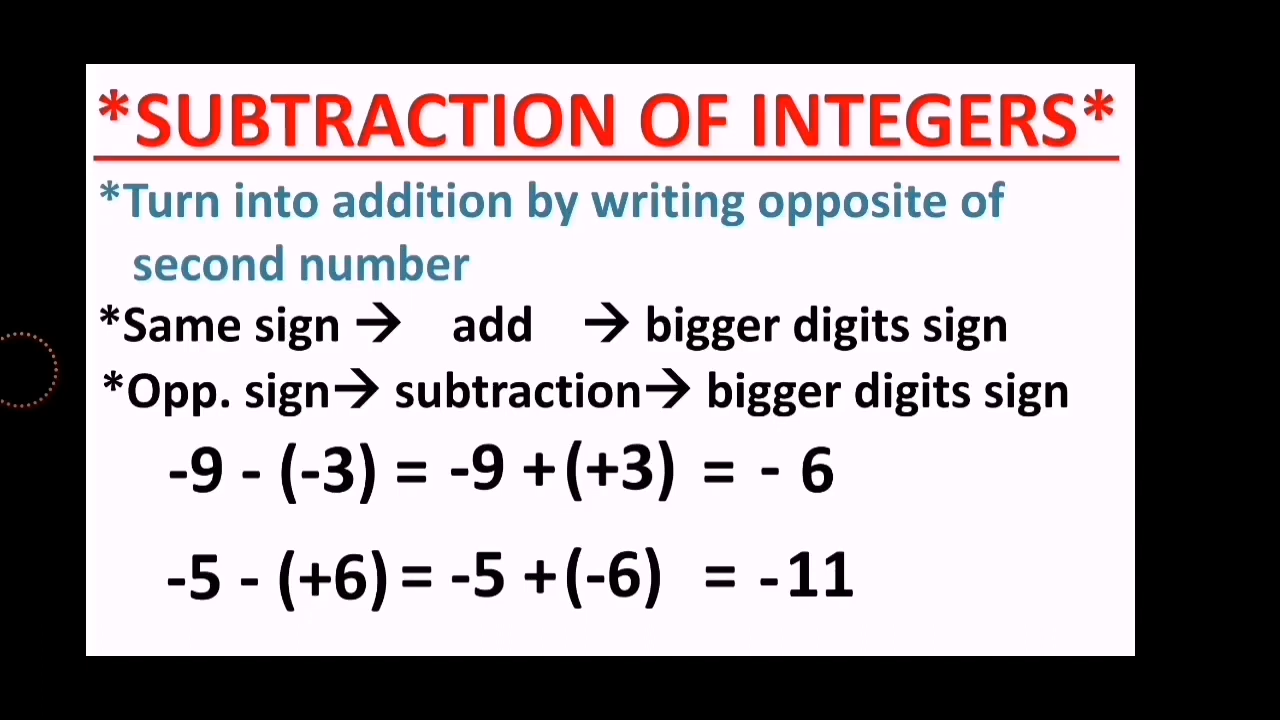 *SUBTRACTION OF INTEGERS*
*Turn into addition by writing opposite of
second number
*Same sign → add → bigger digits sign
*Opp. sign→ subtraction→ bigger digits sign
-9 - (-3) = -9 +(+3) = - 6
-5 - (+6) = -5 +(-6) = -11